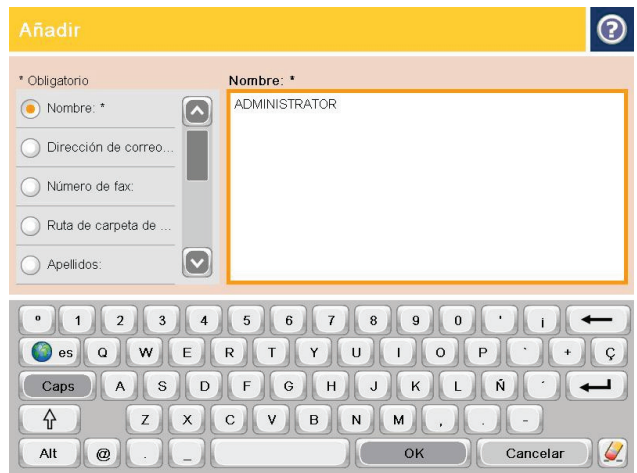 Añadir
?
* Obligatorio
Nombre: *
Nombre: *
Dirección de correo...
Número de fax:
Ruta de carpeta de ...
Apellidos:
ADMINISTRATOR
º 1 2 3 4 5 6 7 8 9 0 ' ¡
es Q W E R T Y U I O P ` + Ç
Caps A S D F G H J K L Ñ ´
Z X C V B N M , . -
Alt @ . _ OK Cancelar